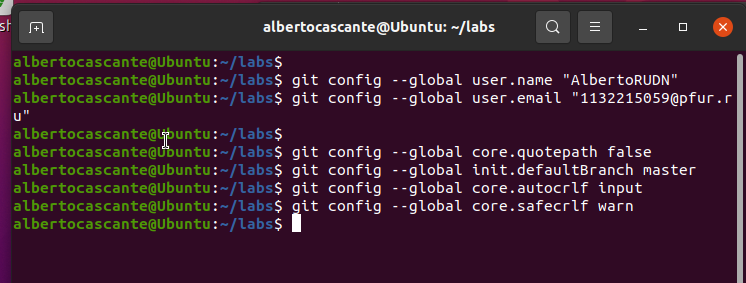 sh
albertocascante@Ubuntu: ~/labs
albertocascante@Ubuntu:~/labs$
albertocascante@Ubuntu:~/labs$ git config --global user.name "AlbertoRUDN"
albertocascante@Ubuntu:~/labs$ git config --global user.email "1132215059@pfur.r
u"
albertocascante@Ubuntu:~/labs$
albertocascante@Ubuntu:~/labs$ git config --global core.quotepath false
albertocascante@Ubuntu:~/labs$ git config --global init.defaultBranch master
albertocascante@Ubuntu:~/labs$ git config --global core.autocrlf input
albertocascante@Ubuntu:~/labs$ git config --global core.safecrlf warn
albertocascante@Ubuntu:~/labs$